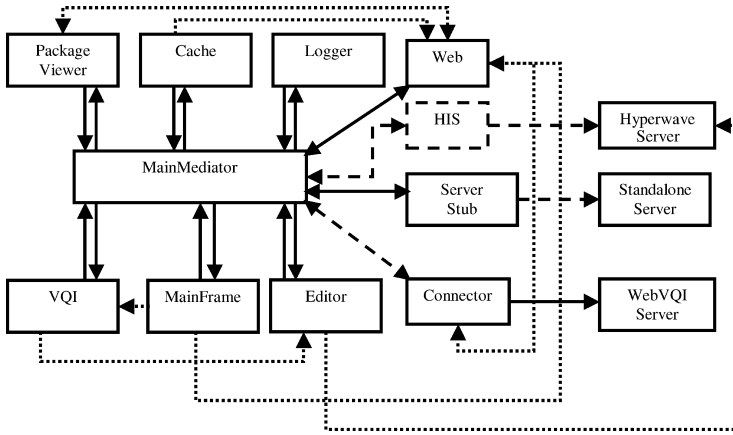 Package
Viewer
Cache
Logger
Web
HIS
Hyperwave
Server
MainMediator
Server
Stub
Standalone
Server
VQI
MainFrame
Editor
Connector
WebVQI
Server